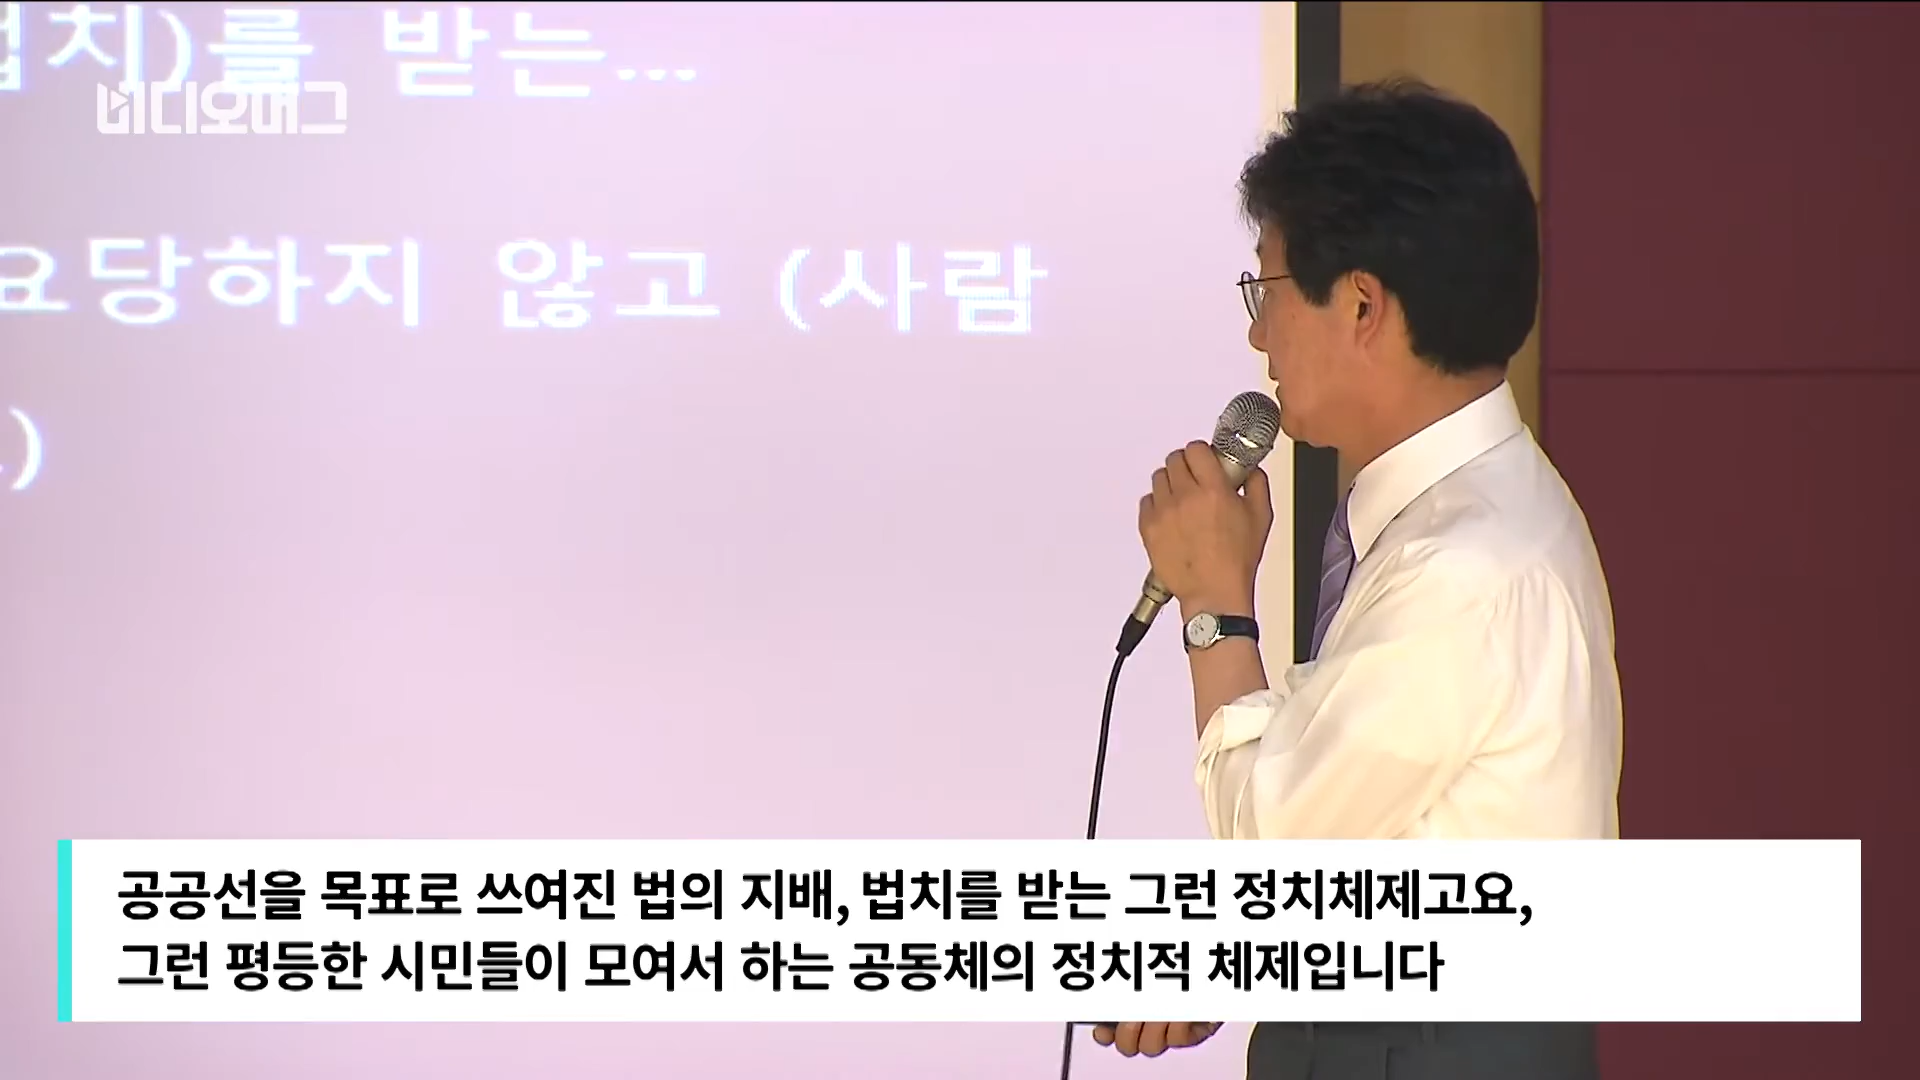 법치)를 받는...
비디오머그
요당하지 않고 (사람
)
공공선을 목표로 쓰여진 법의 지배, 법치를 받는 그런 정치체제고요,
그런 평등한 시민들이 모여서 하는 공동체의 정치적 체제입니다